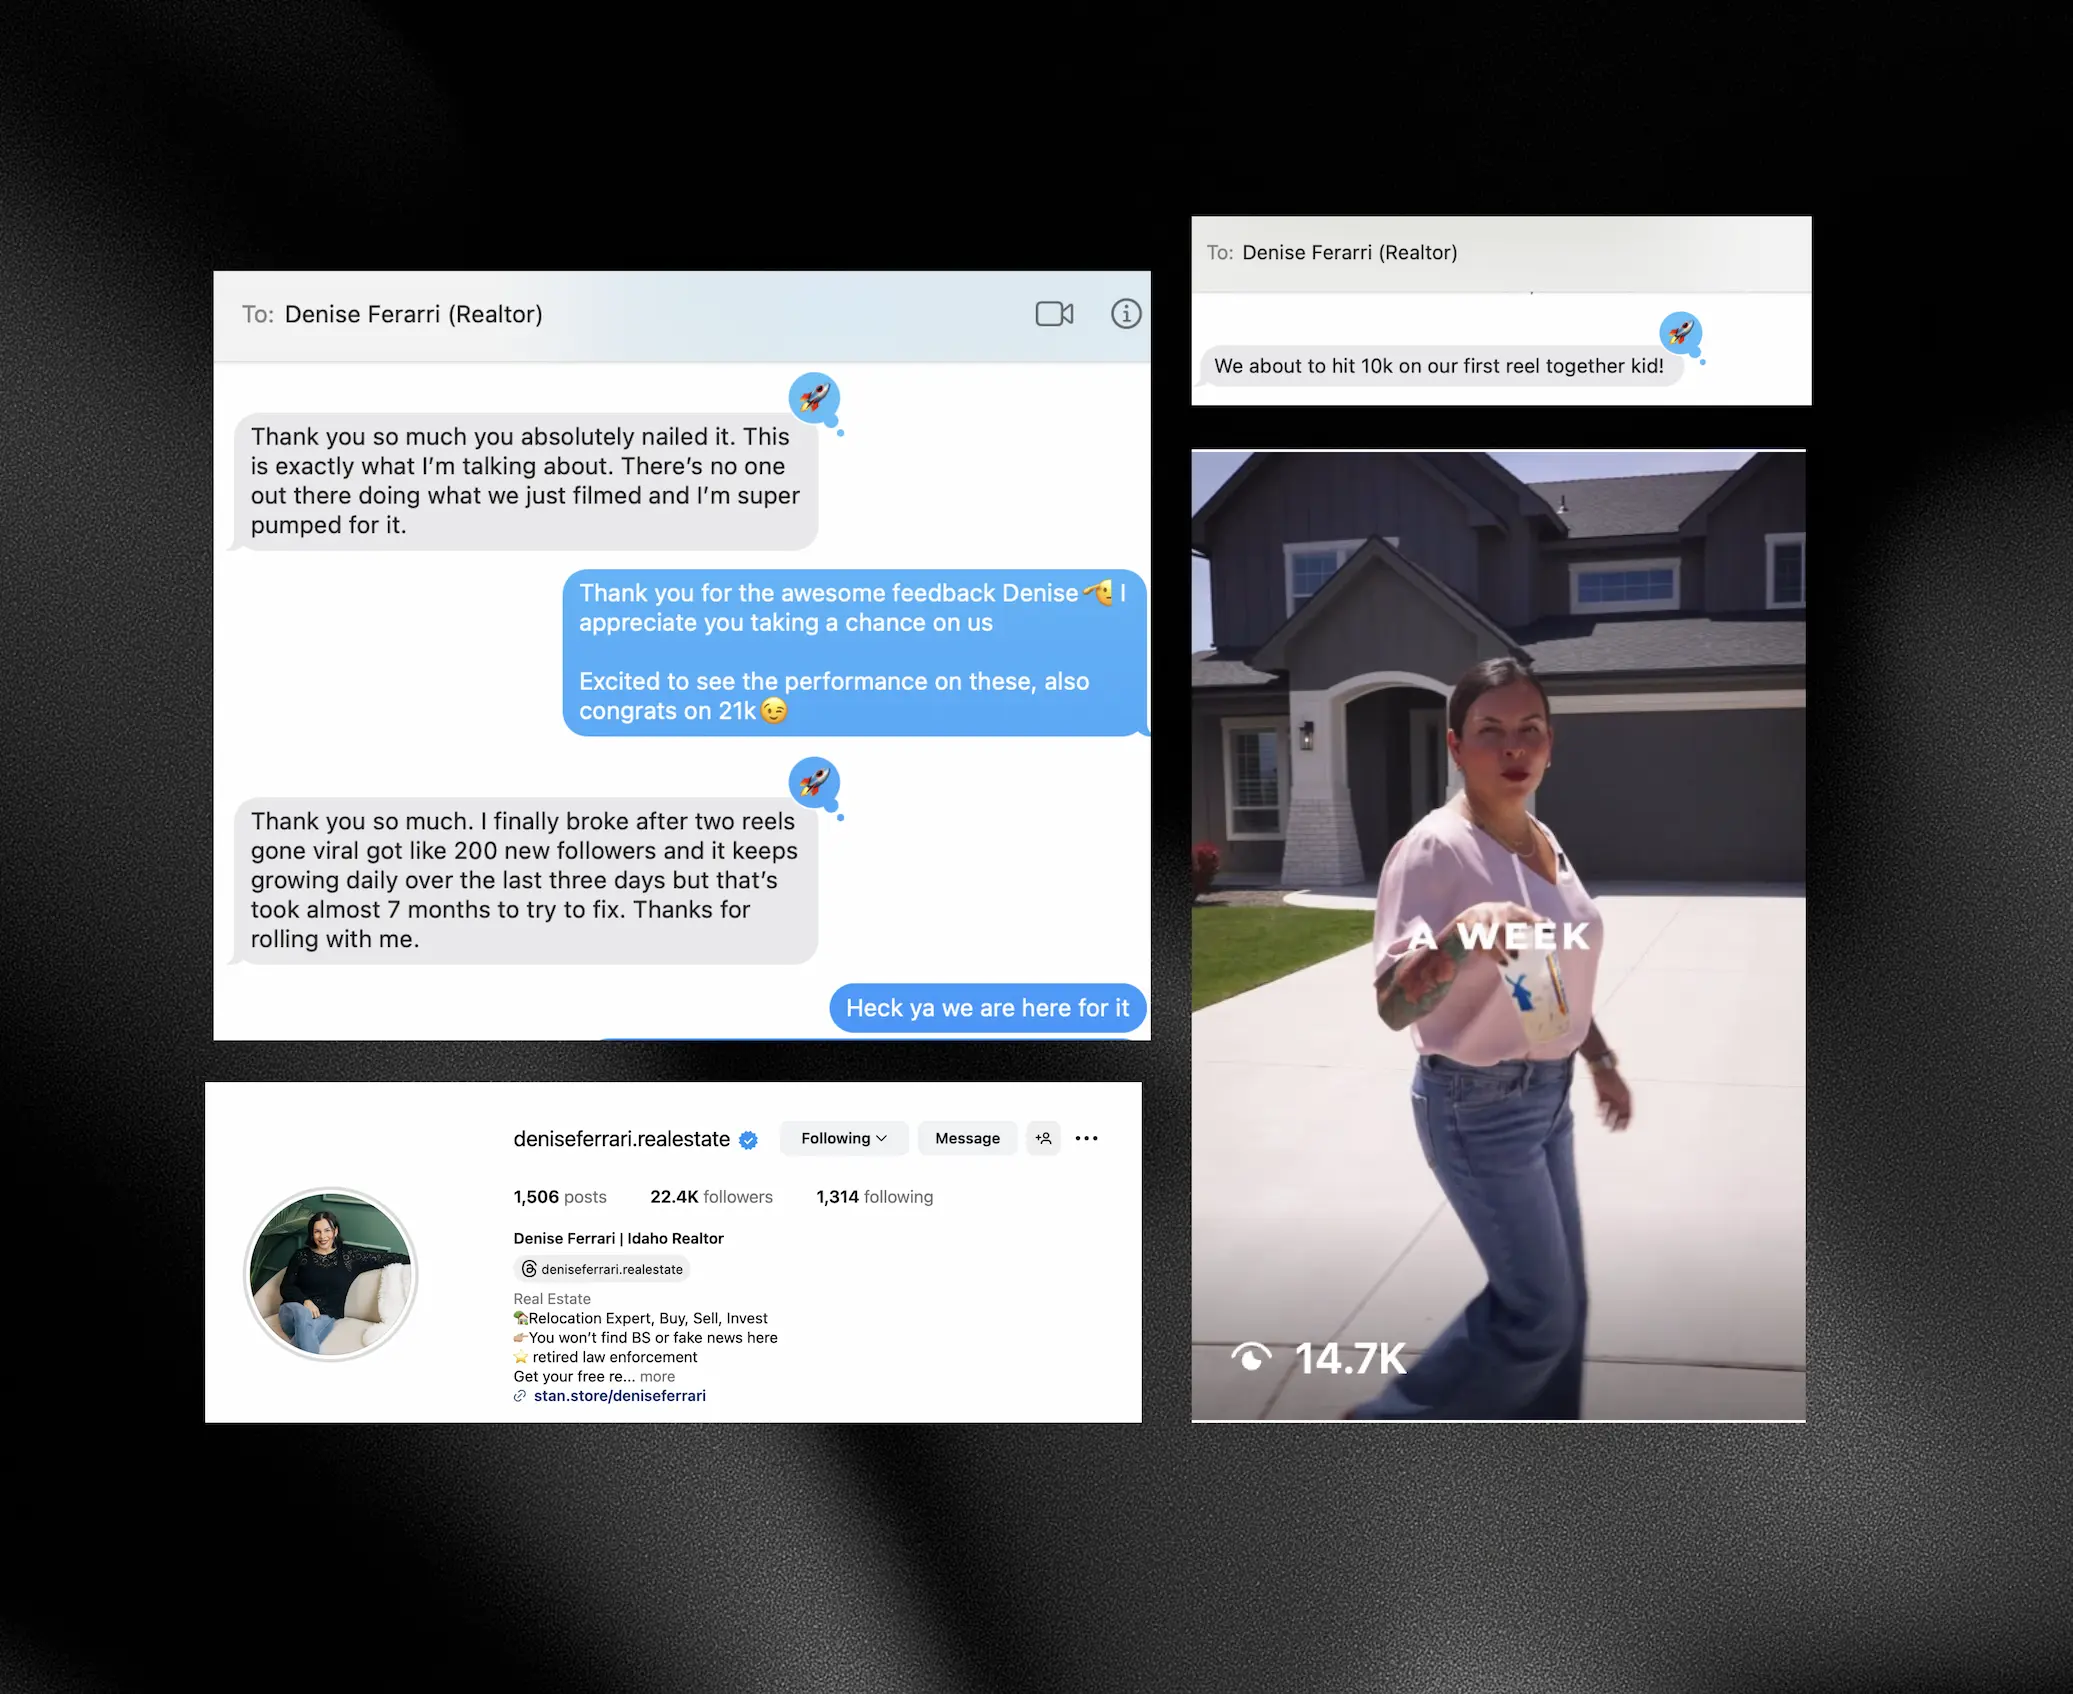 To: Denise Ferarri (Realtor)
Thank you so much you absolutely nailed it. This
is exactly what I'm talking about. There's no one
out there doing what we just filmed and I'm super
pumped for it.
Thank you for the awesome feedback Denise🫡 I
appreciate you taking a chance on us
Excited to see the performance on these, also
congrats on 21k😉
Thank you so much. I finally broke after two reels
gone viral got like 200 new followers and it keeps
growing daily over the last three days but that's
took almost 7 months to try to fix. Thanks for
rolling with me.
Heck ya we are here for it
deniseferrari.realestate
Following
Message
1,506 posts 22.4K followers 1,314 following
Denise Ferrari | Idaho Realtor
deniseferrari.realestate
Real Estate
🏡Relocation Expert, Buy, Sell, Invest
👉🏼You won't find BS or fake news here
⭐ retired law enforcement
Get your free re... more
stan.store/deniseferrari
To: Denise Ferarri (Realtor)
We about to hit 10k on our first reel together kid!
A WEEK
14.7K